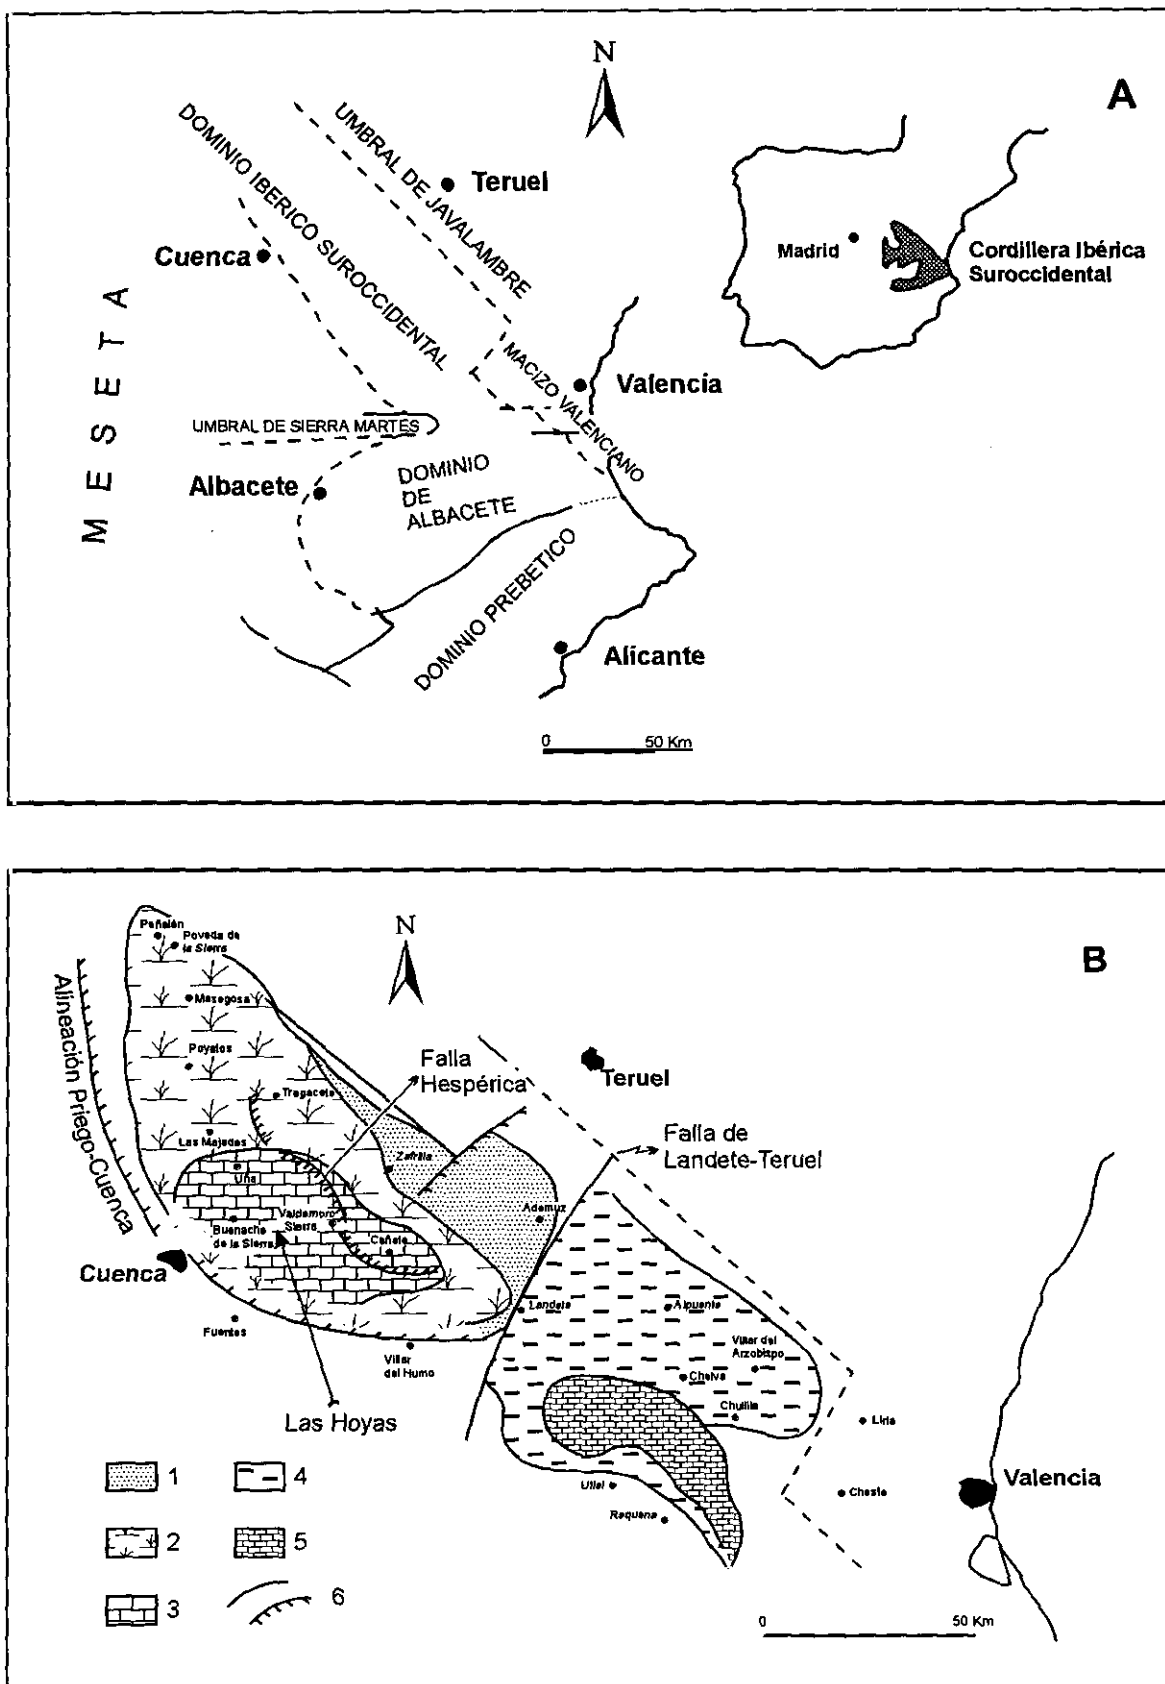 A
N
DOMINIO IBERICO SUROCCIDENTAL
UMBRAL DE JAVALAMBRE
Teruel
Cuenca
MESETA
MACIZO VALENCIANO
Valencia
UMBRAL DE SIERRA MARTES
Albacete
DOMINIO
DE
ALBACETE
DOMINIO PREBETICO
Alicante
0 50 Km
Madrid
Cordillera Ibérica
Suroccidental
B
N
Peñalén
Poveda de
la Sierra
Masegosa
Alineación Priego-Cuenca
Poyatos
Tragacete
Falla
Hespérica
Teruel
Las Majadas
Zafrilla
Falla de
Landete-Teruel
Uña
Ademuz
Buenache
de la Sierra
Valdemoro
Sierra
Cañete
Cuenca
Landete
Alpuente
Fuentes
Villar
del Humo
Villar del
Arzobispo
Chelva
Chulilla
Liria
Las Hoyas
Utiel
Cheste
Valencia
Requena
1
2
3
4
5
6
0 50 Km